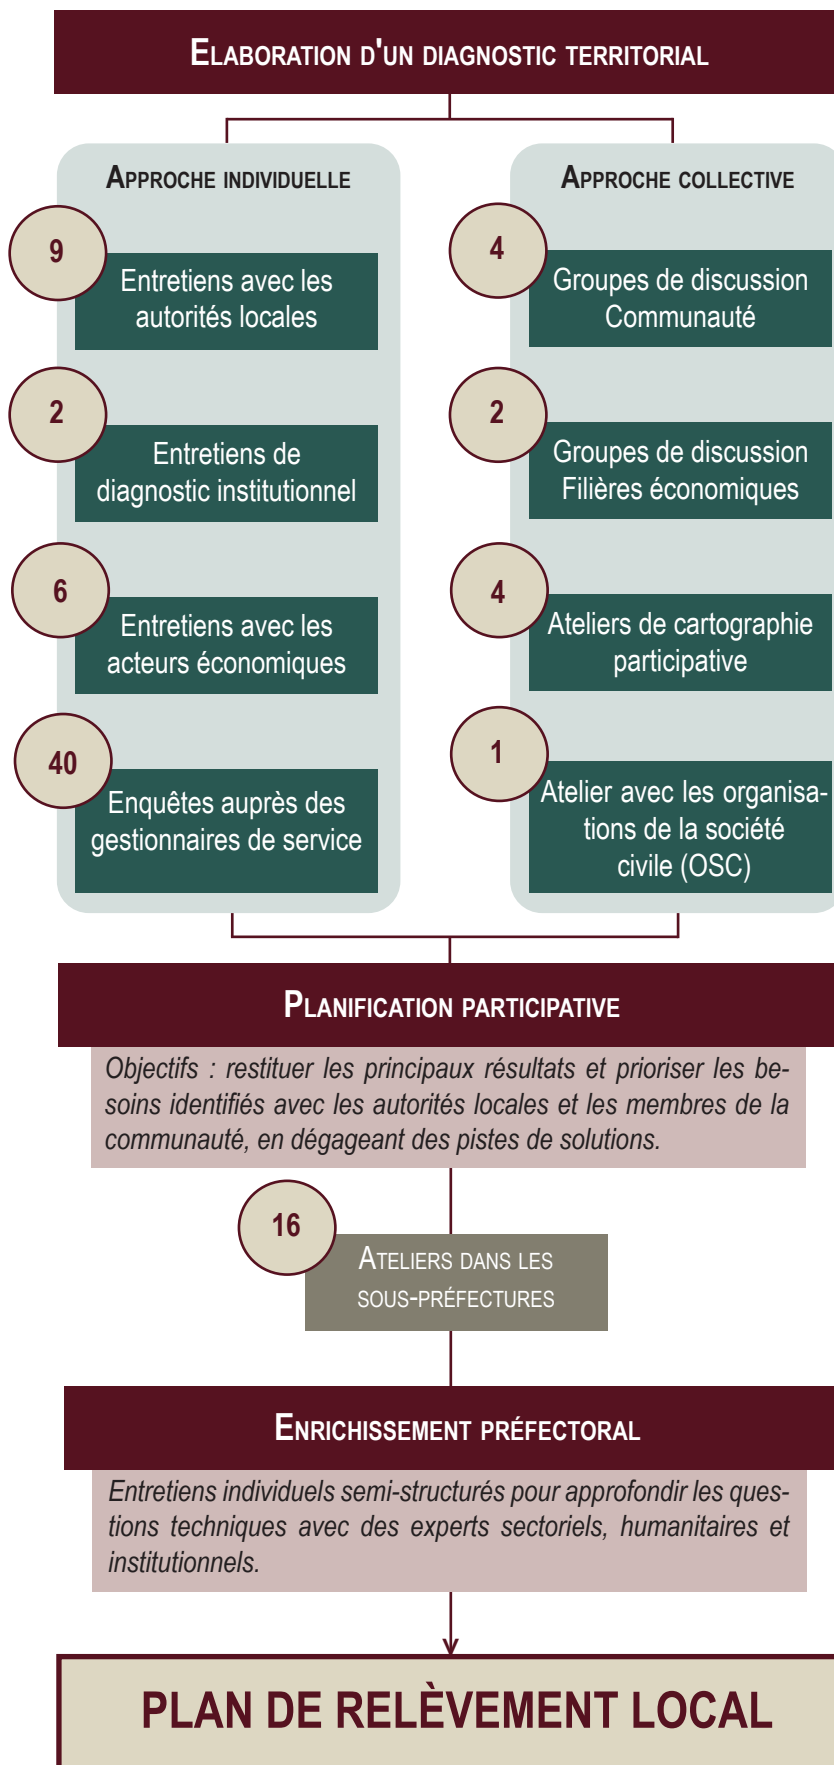 ELABORATION D'UN DIAGNOSTIC TERRITORIAL
APPROCHE INDIVIDUELLE
9
Entretiens avec les
autorités locales
2
Entretiens de
diagnostic institutionnel
6
Entretiens avec les
acteurs économiques
40
Enquêtes auprès des
gestionnaires de service
APPROCHE COLLECTIVE
4
Groupes de discussion
Communauté
2
Groupes de discussion
Filières économiques
4
Ateliers de cartographie
participative
1
Atelier avec les organisa-
tions de la société
civile (OSC)
PLANIFICATION PARTICIPATIVE
Objectifs : restituer les principaux résultats et prioriser les be-
soins identifiés avec les autorités locales et les membres de la
communauté, en dégageant des pistes de solutions.
16
ATELIERS DANS LES
SOUS-PRÉFECTURES
ENRICHISSEMENT PRÉFECTORAL
Entretiens individuels semi-structurés pour approfondir les ques-
tions techniques avec des experts sectoriels, humanitaires et
institutionnels.
PLAN DE RELÈVEMENT LOCAL